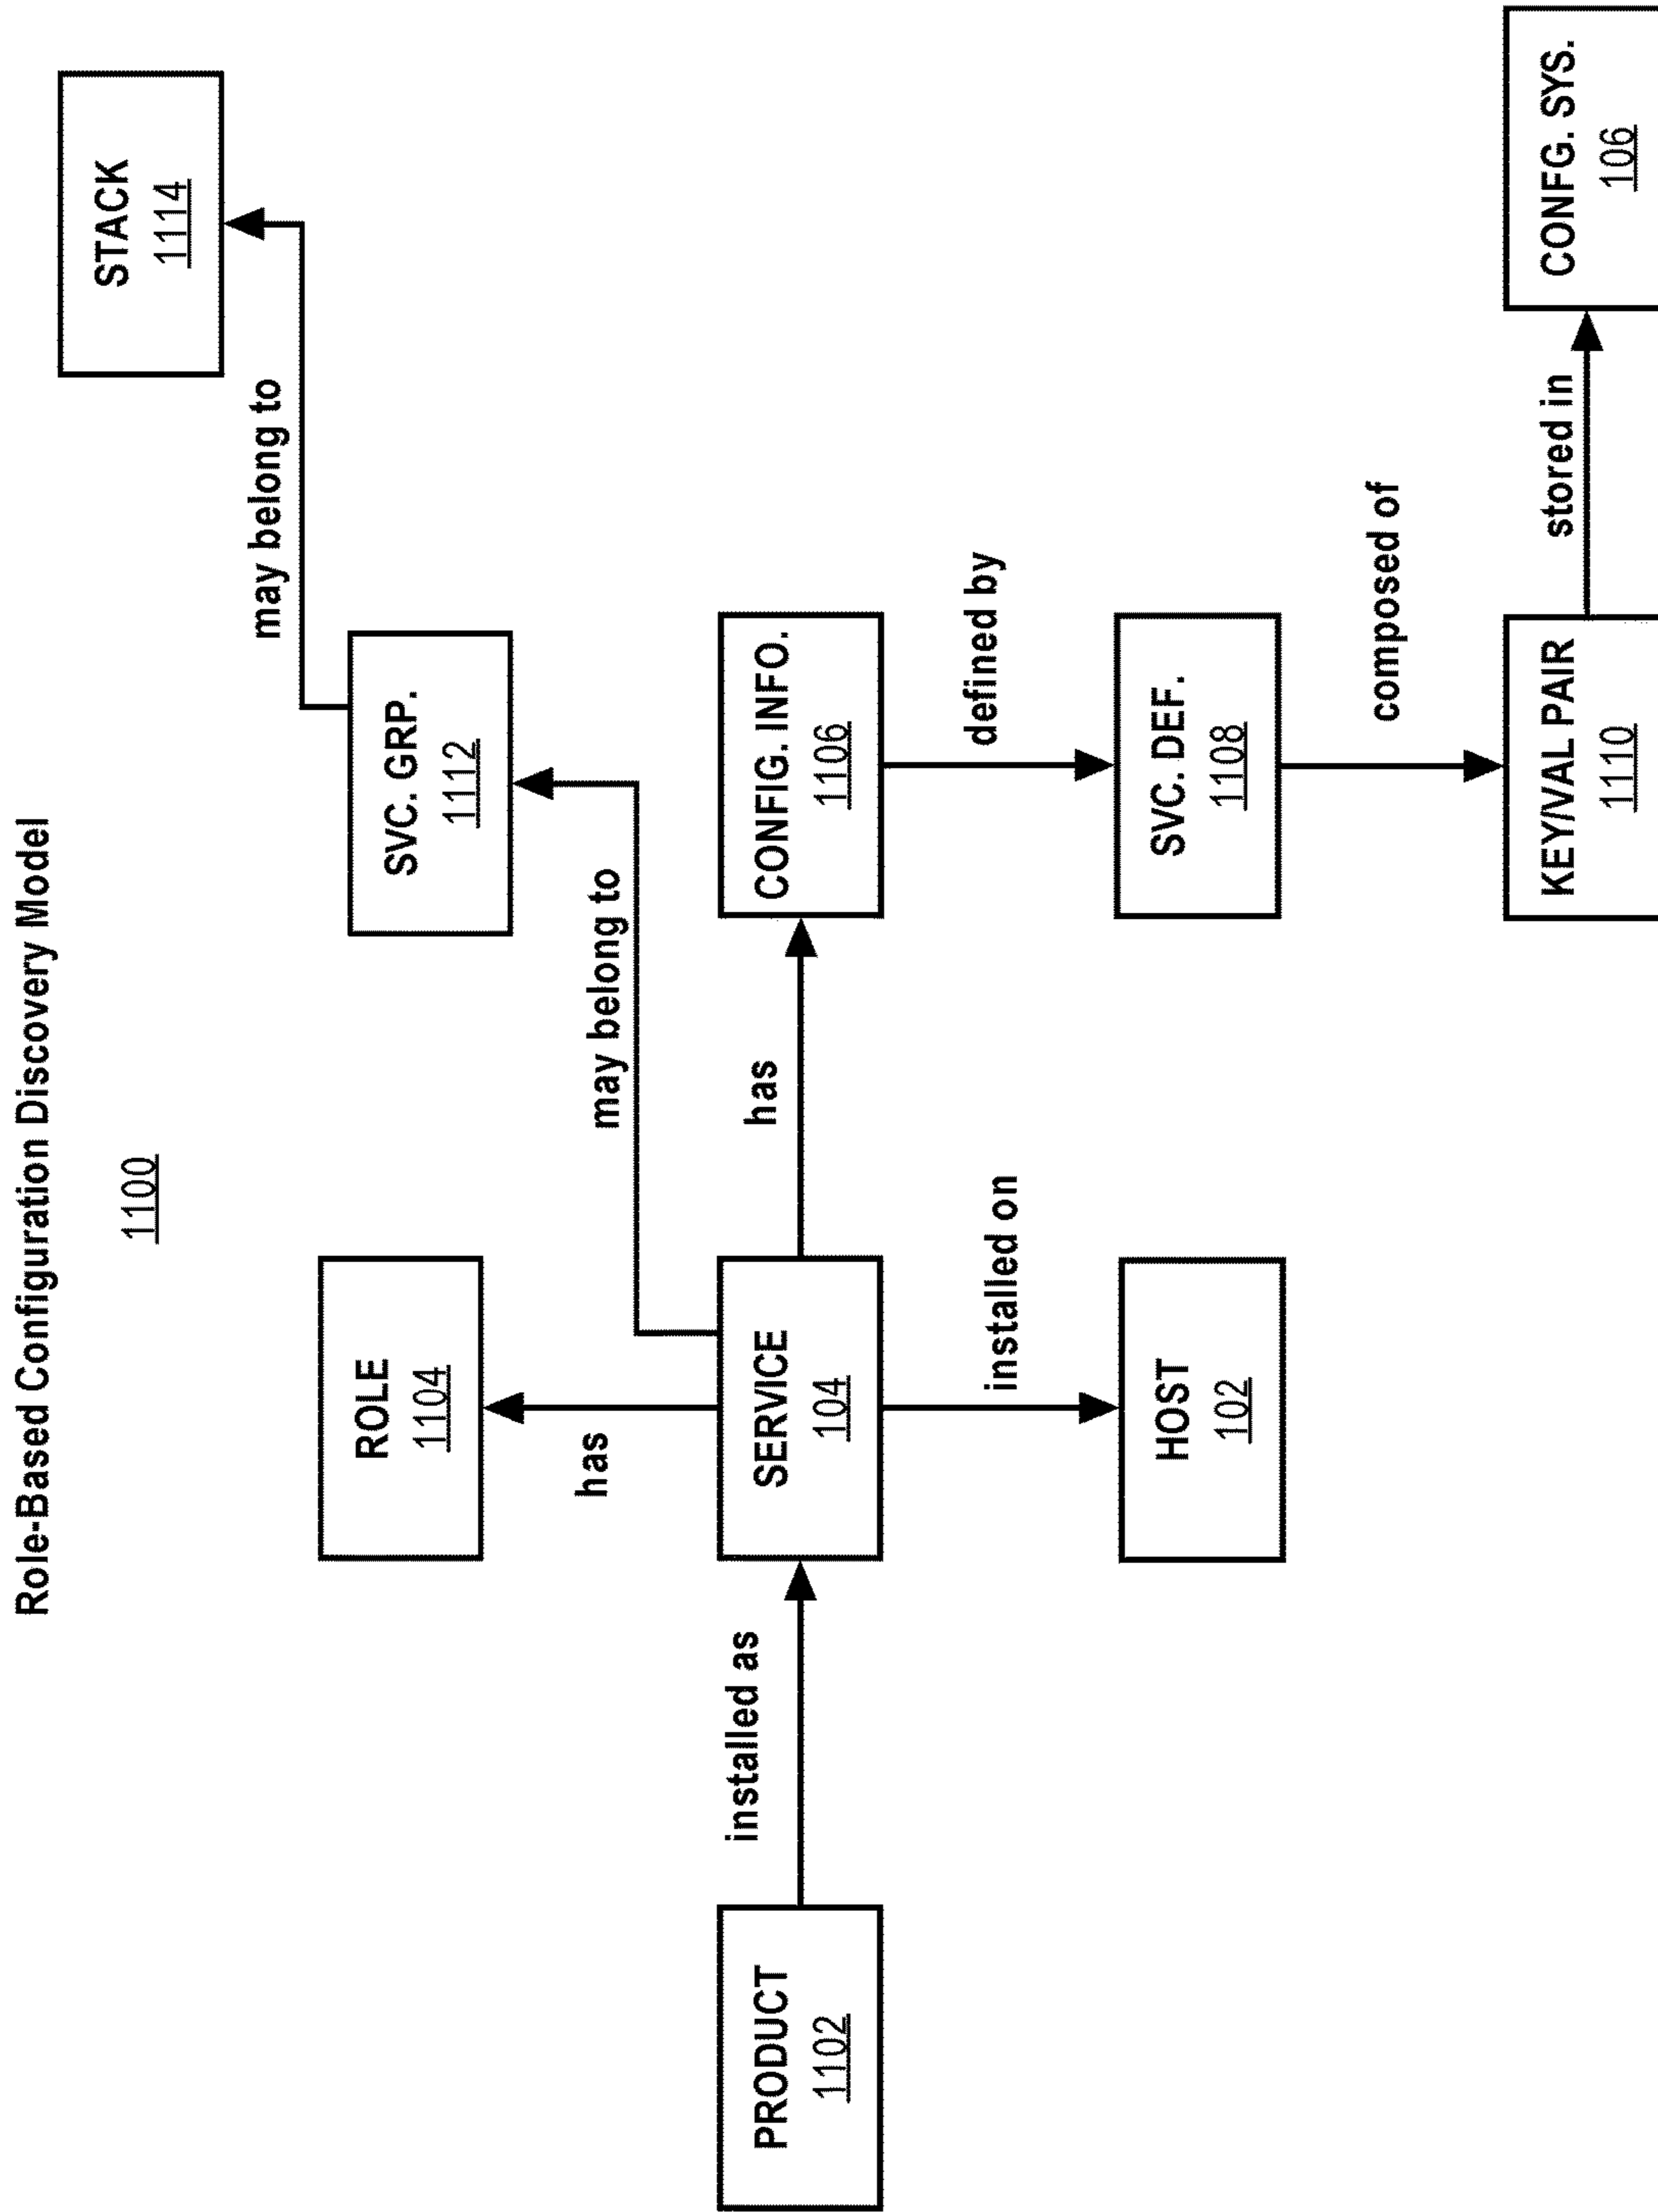 Role-Based Configuration Discovery Model
1100
STACK
1114
may belong to
SVC. GRP.
1112
ROLE
1104
has
may belong to
PRODUCT
1102
installed as
SERVICE
104
has
CONFIG. INFO.
1106
installed on
defined by
HOST
102
SVC. DEF.
1108
composed of
KEY/VAL PAIR
1110
stored in
CONFG. SYS.
106